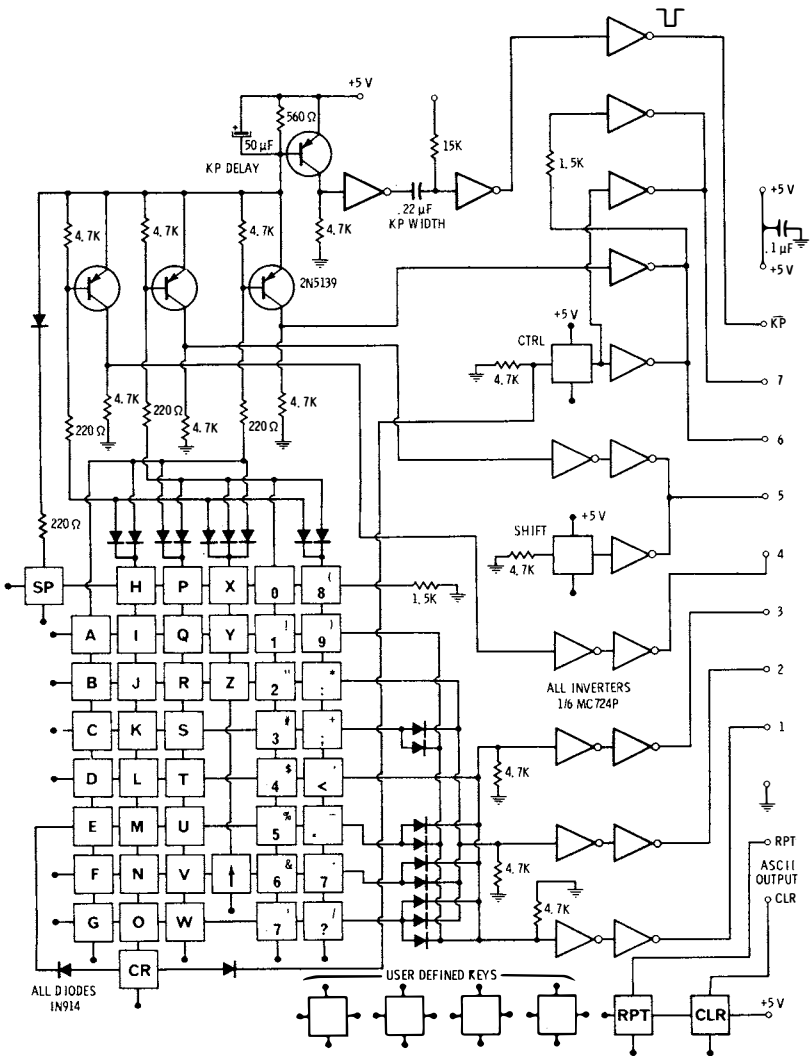 +5 V
560 Ω
50 µF
KP DELAY
15K
1.5K
.22 µF
KP WIDTH
4.7K
+5 V
.1 µF
+5 V
4.7K
4.7K
4.7K
2N5139
KP
+5 V
CTRL
4.7K
7
4.7K
4.7K
4.7K
220 Ω
220 Ω
220 Ω
6
5
+5 V
SHIFT
4.7K
220 Ω
4
SP H P X 0 ( 8
1.5K
3
A I Q Y ! 1 ) 9
ALL INVERTERS
1/6 MC724P
2
B J R Z " 2 * :
C K S # 3 + ;
1
4.7K
D L T $ 4 <
E M U % 5
RPT
4.7K
ASCII
OUTPUT
F N V ↑ & 6 7
CLR
4.7K
G O W ' 7 / ?
CR
ALL DIODES
IN914
USER DEFINED KEYS
RPT CLR +5 V